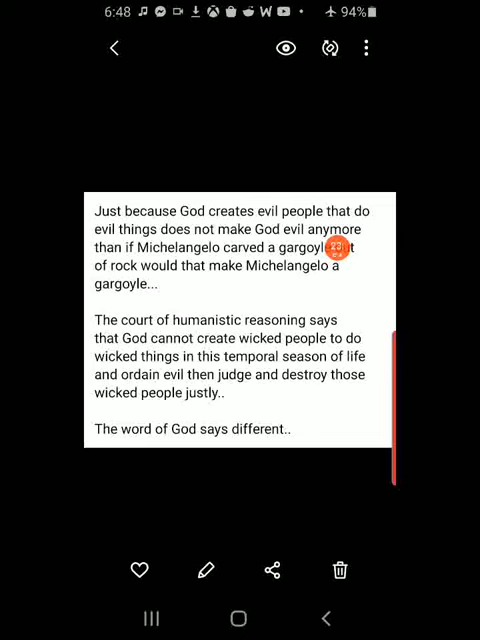 6:48 94%
Just because God creates evil people that do
evil things does not make God evil anymore
than if Michelangelo carved a gargoyle
of rock would that make Michelangelo a
gargoyle...
The court of humanistic reasoning says
that God cannot create wicked people to do
wicked things in this temporal season of life
and ordain evil then judge and destroy those
wicked people justly..
The word of God says different..